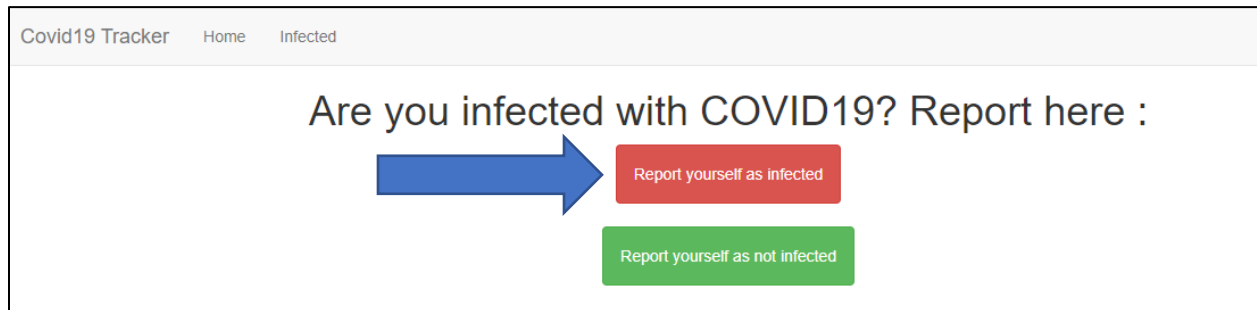 Covid19 Tracker Home Infected
Are you infected with COVID19? Report here :
Report yourself as infected
Report yourself as not infected